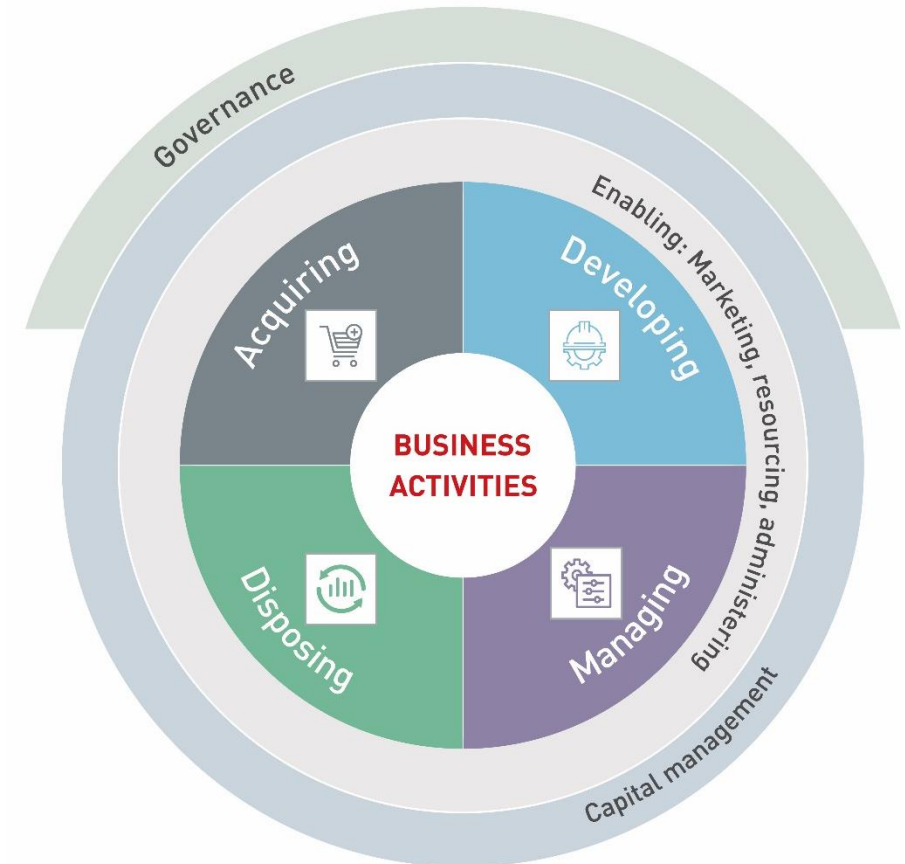 Governance
Enabling: Marketing, resourcing, administering
Acquiring
Developing
BUSINESS
ACTIVITIES
Disposing
Managing
Capital management